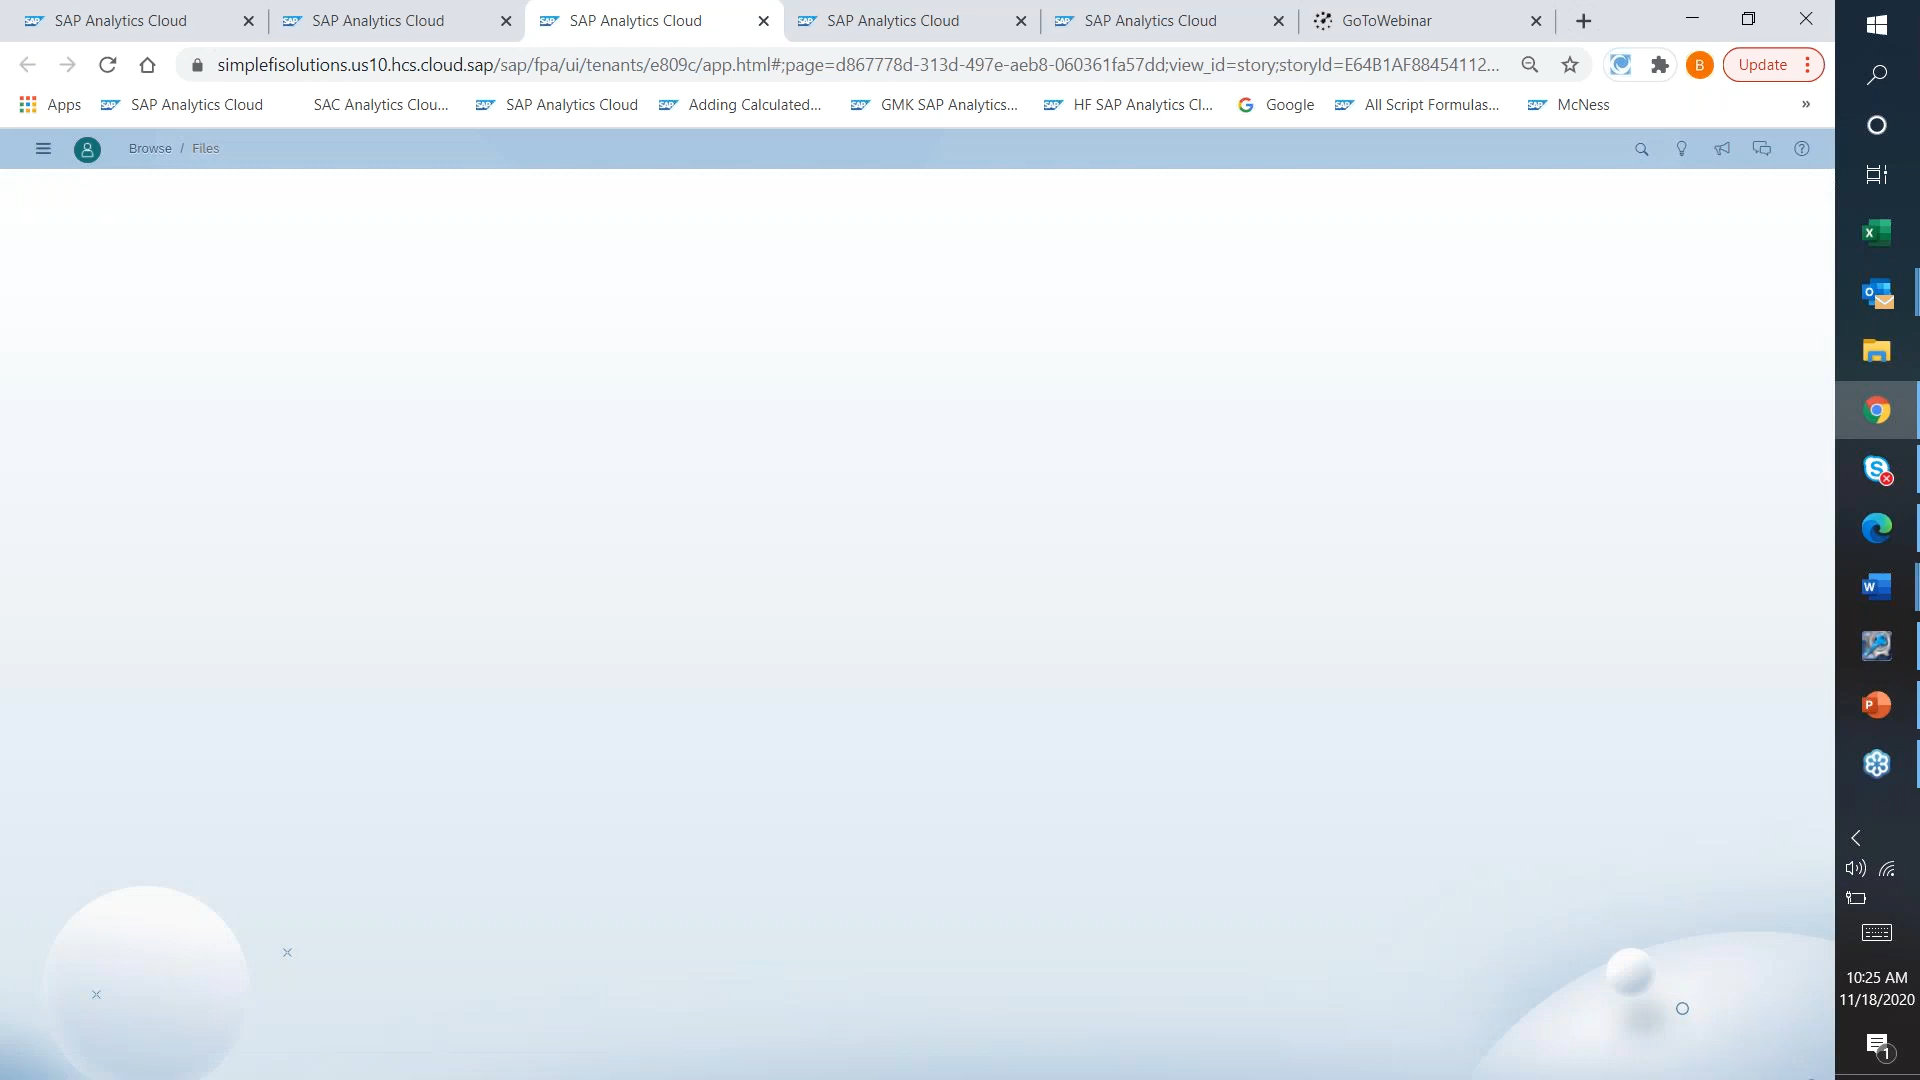 SAP Analytics Cloud SAP Analytics Cloud SAP Analytics Cloud SAP Analytics Cloud SAP Analytics Cloud GoToWebinar
simplefisolutions.us10.hcs.cloud.sap/sap/fpa/ui/tenants/e809c/app.html#;page=d867778d-313d-497e-aeb8-060361fa57dd;view_id=story;storyId=E64B1AF88454112... B Update
Apps SAP Analytics Cloud SAC Analytics Clou... SAP Analytics Cloud Adding Calculated... GMK SAP Analytics... HF SAP Analytics Cl... Google All Script Formulas... McNess »
Browse / Files
10:25 AM
11/18/2020
1